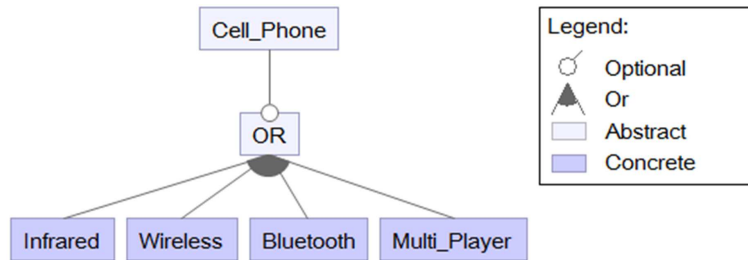 Cell_Phone
OR
Infrared
Wireless
Bluetooth
Multi_Player
Legend:
Optional
Or
Abstract
Concrete